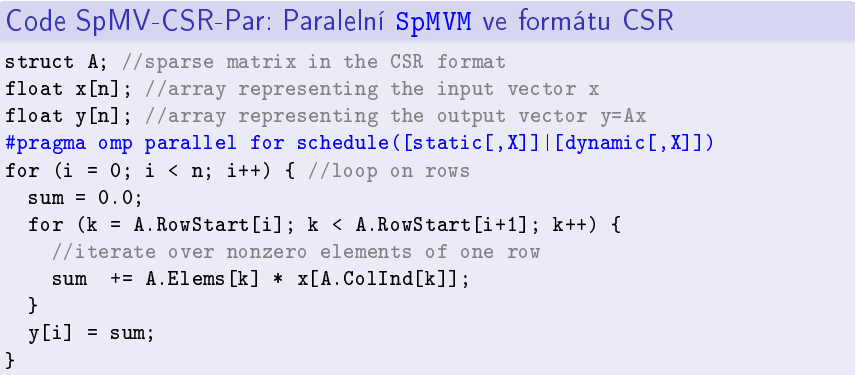 Code SpMV-CSR-Par: Paralelní SpMVM ve formátu CSR
struct A; //sparse matrix in the CSR format
float x[n]; //array representing the input vector x
float y[n]; //array representing the output vector y=Ax
#pragma omp parallel for schedule([static[,X]]|[dynamic[,X]])
for (i = 0; i < n; i++) { //loop on rows
  sum = 0.0;
  for (k = A.RowStart[i]; k < A.RowStart[i+1]; k++) {
    //iterate over nonzero elements of one row
    sum  += A.Elems[k] * x[A.ColInd[k]];
  }
  y[i] = sum;
}